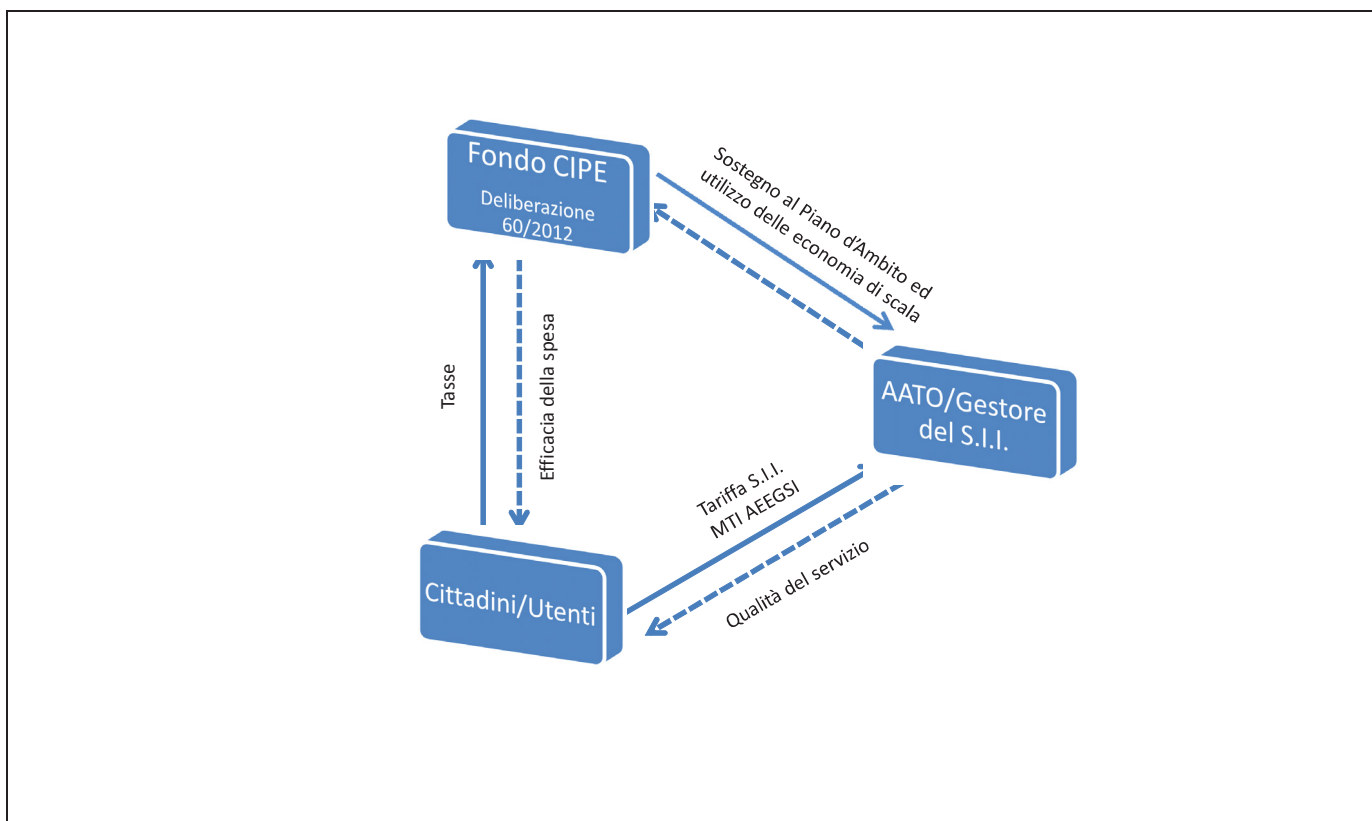 Fondo CIPE
Deliberazione
60/2012
Sostegno al Piano d'Ambito ed
utilizzo delle economia di scala
Tasse
Efficacia della spesa
AATO/Gestore
del S.I.I.
Tariffa S.I.I.
MTI AEEGSI
Qualità del servizio
Cittadini/Utenti